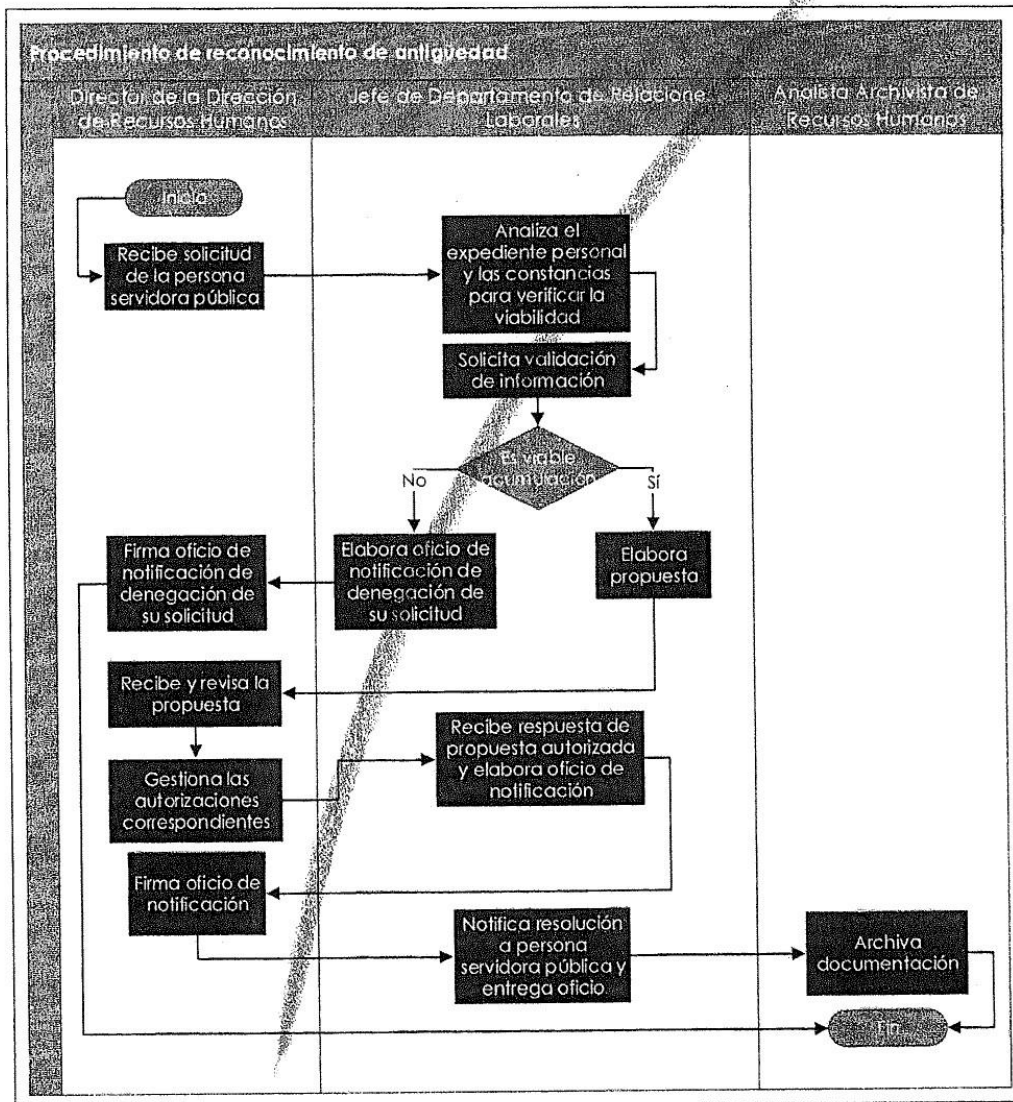 Procedimiento de reconocimiento de antigüedad
Director de la Dirección
de Recursos Humanos
Jefe de Departamento de Relacione
Laborales
Analista Archivista de
Recursos Humanos
Inicio
Recibe solicitud
de la persona
servidora pública
Analiza el
expediente personal
y las constancias
para verificar la
viabilidad
Solicita validación
de información
Es viable
acumulación
No
Sí
Firma oficio de
notificación de
denegación de
su solicitud
Elabora oficio de
notificación de
denegación de
su solicitud
Elabora
propuesta
Recibe y revisa la
propuesta
Gestiona las
autorizaciones
correspondientes
Recibe respuesta de
propuesta autorizada
y elabora oficio de
notificación
Firma oficio de
notificación
Notifica resolución
a persona
servidora pública y
entrega oficio.
Archiva
documentación
Fin